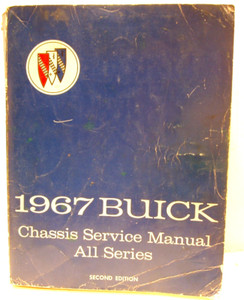 1967 BUICK
Chassis Service Manual
All Series
SECOND EDITION